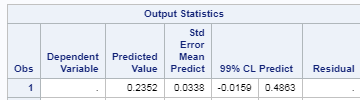 Output Statistics
Obs Dependent Variable Predicted Value Std Error Mean Predict 99% CL Predict Residual
1 . 0.2352 0.0338 -0.0159 0.4863 .